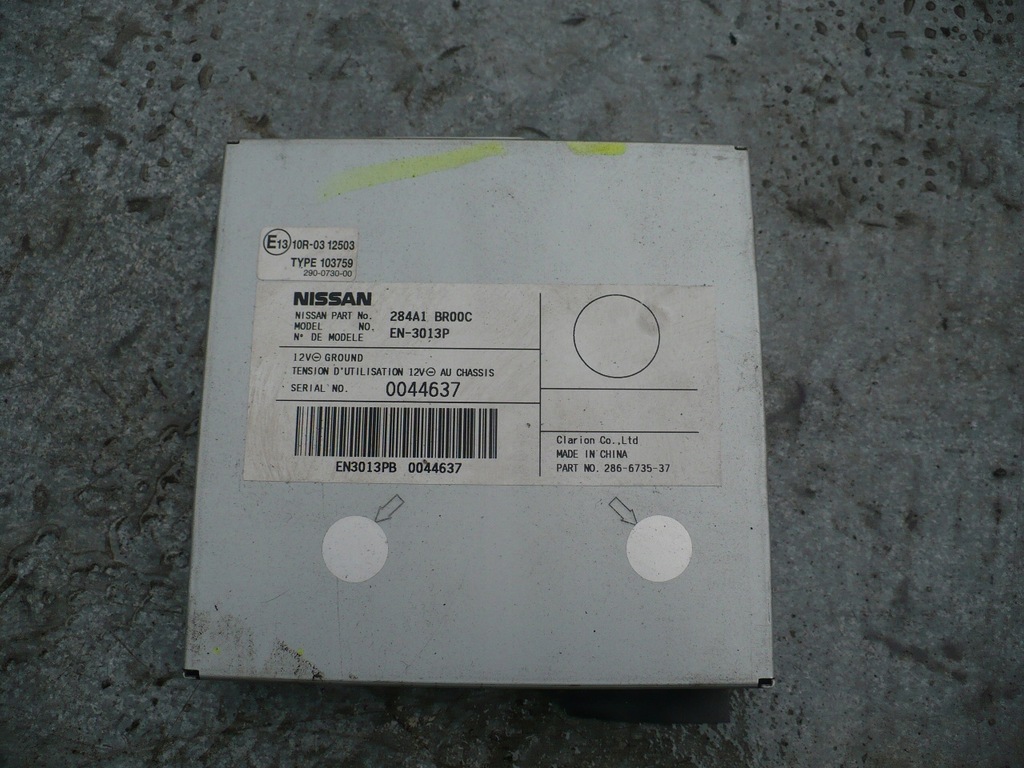 E13 10R-03 12503
TYPE 103759
290-0730-00
NISSAN
NISSAN PART No. 284A1 BR00C
MODEL NO. EN-3013P
N° DE MODELE
12V⊖ GROUND
TENSION D'UTILISATION 12V⊖ AU CHASSIS
SERIAL NO. 0044637
EN3013PB 0044637
Clarion Co.,Ltd
MADE IN CHINA
PART NO. 286-6735-37